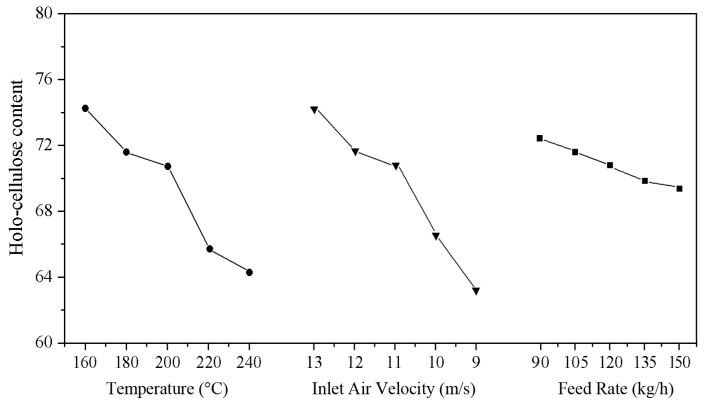 80
76
72
68
64
60
Holo-cellulose content
160 180 200 220 240 13 12 11 10 9 90 105 120 135 150
Temperature (°C) Inlet Air Velocity (m/s) Feed Rate (kg/h)